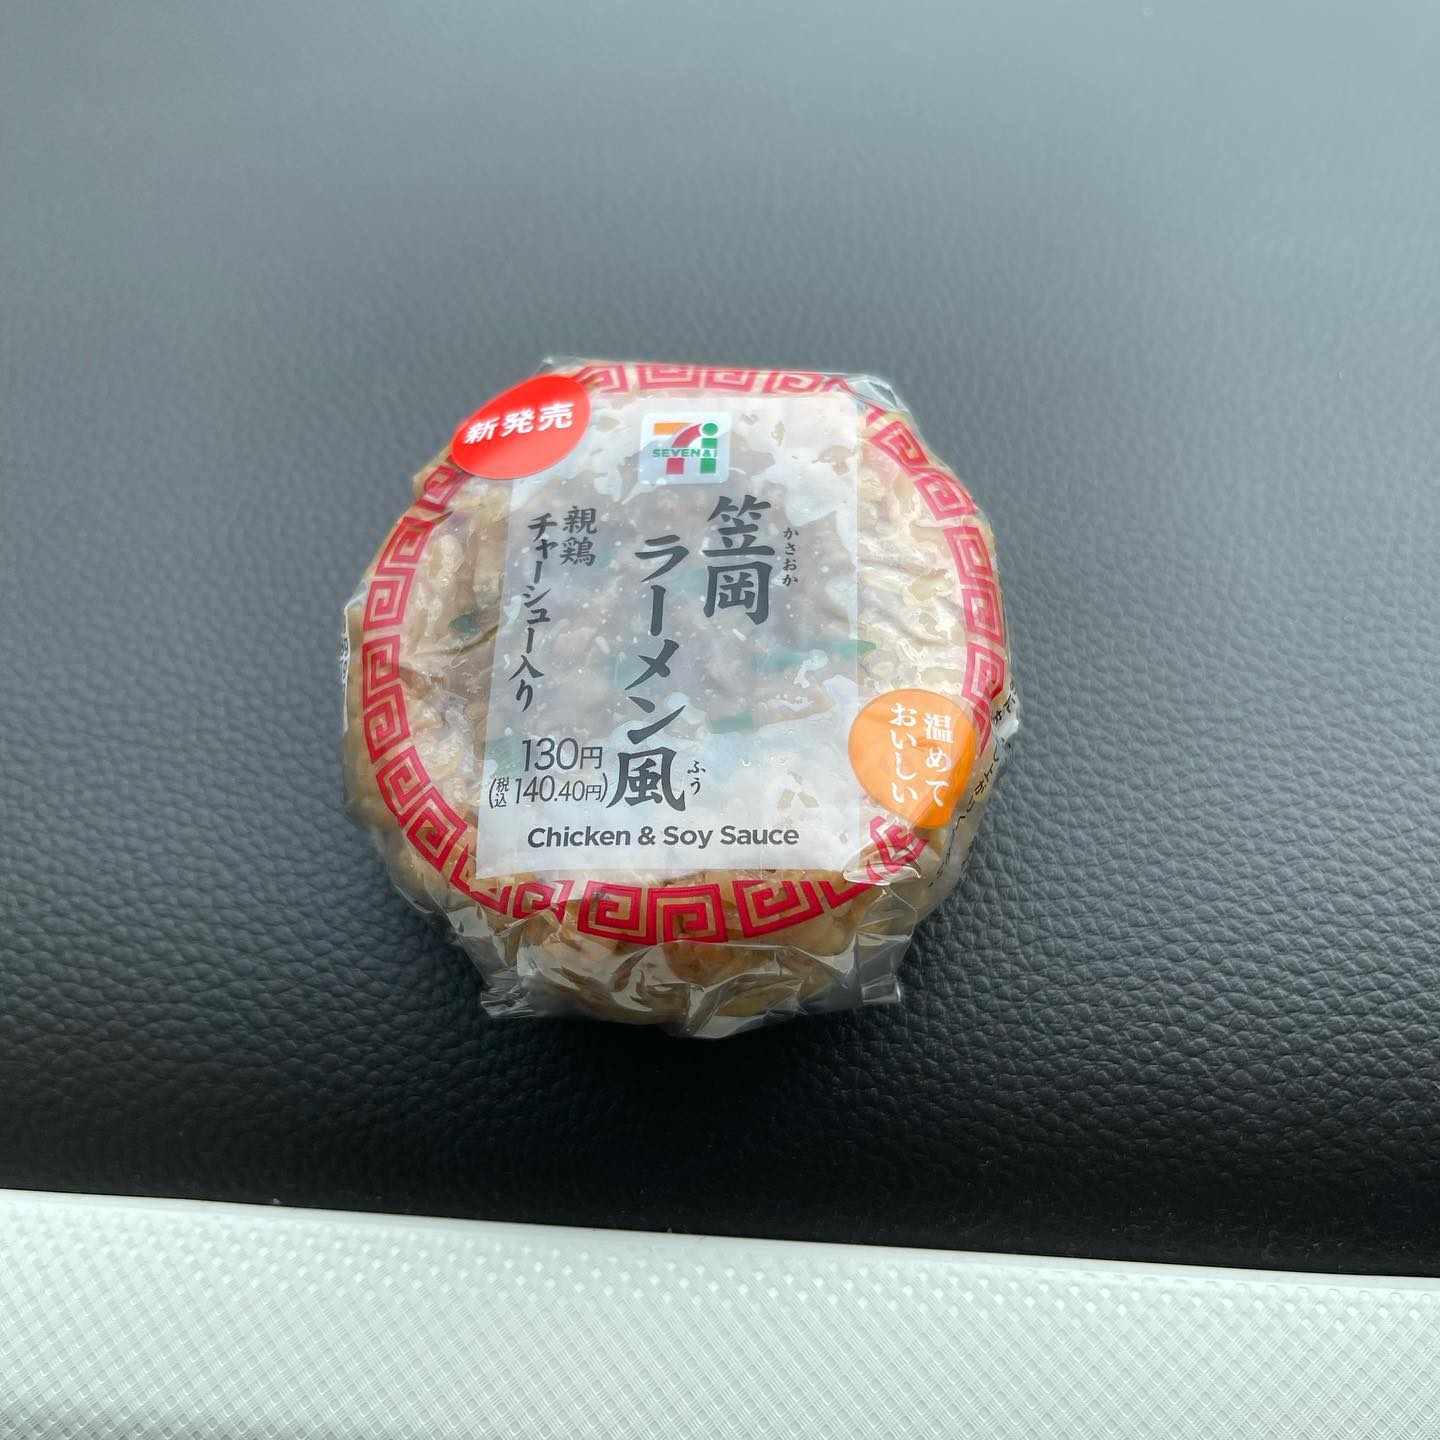 新発売
SEVEN&i
笠岡
かさおか
ラーメン風
ふう
親鶏
チャーシュー入り
130円
(税込140.40円)
Chicken & Soy Sauce
温めて
おいしい